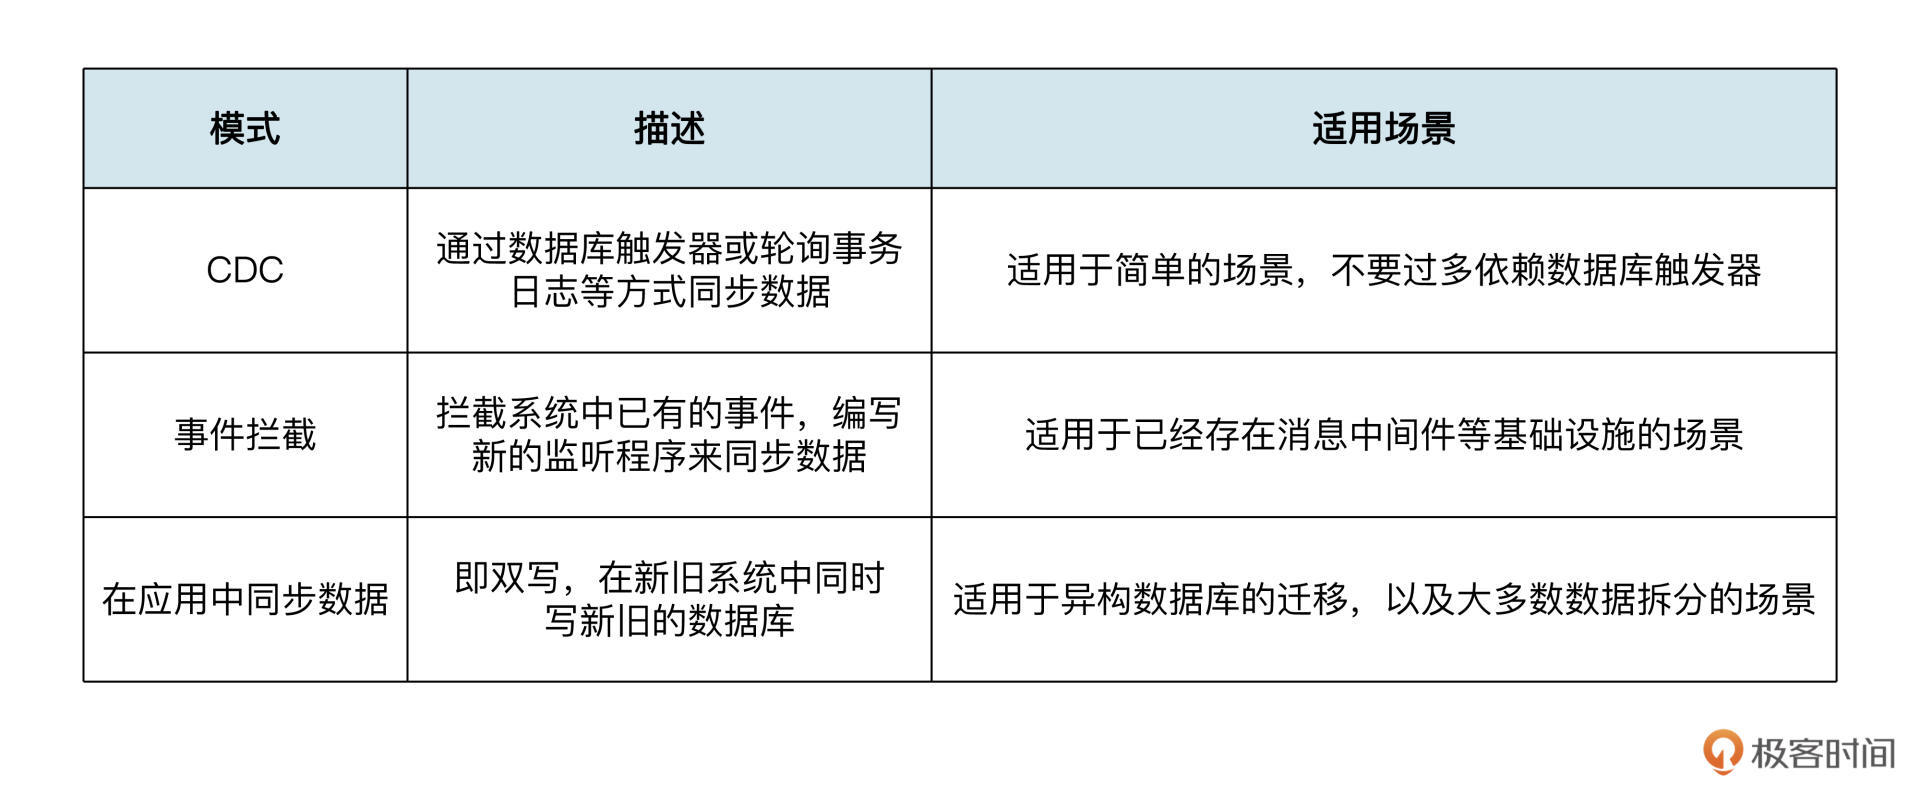 模式
描述
适用场景
CDC
通过数据库触发器或轮询事务
日志等方式同步数据
适用于简单的场景，不要过多依赖数据库触发器
事件拦截
拦截系统中已有的事件，编写
新的监听程序来同步数据
适用于已经存在消息中间件等基础设施的场景
在应用中同步数据
即双写，在新旧系统中同时
写新旧的数据库
适用于异构数据库的迁移，以及大多数数据拆分的场景
极客时间